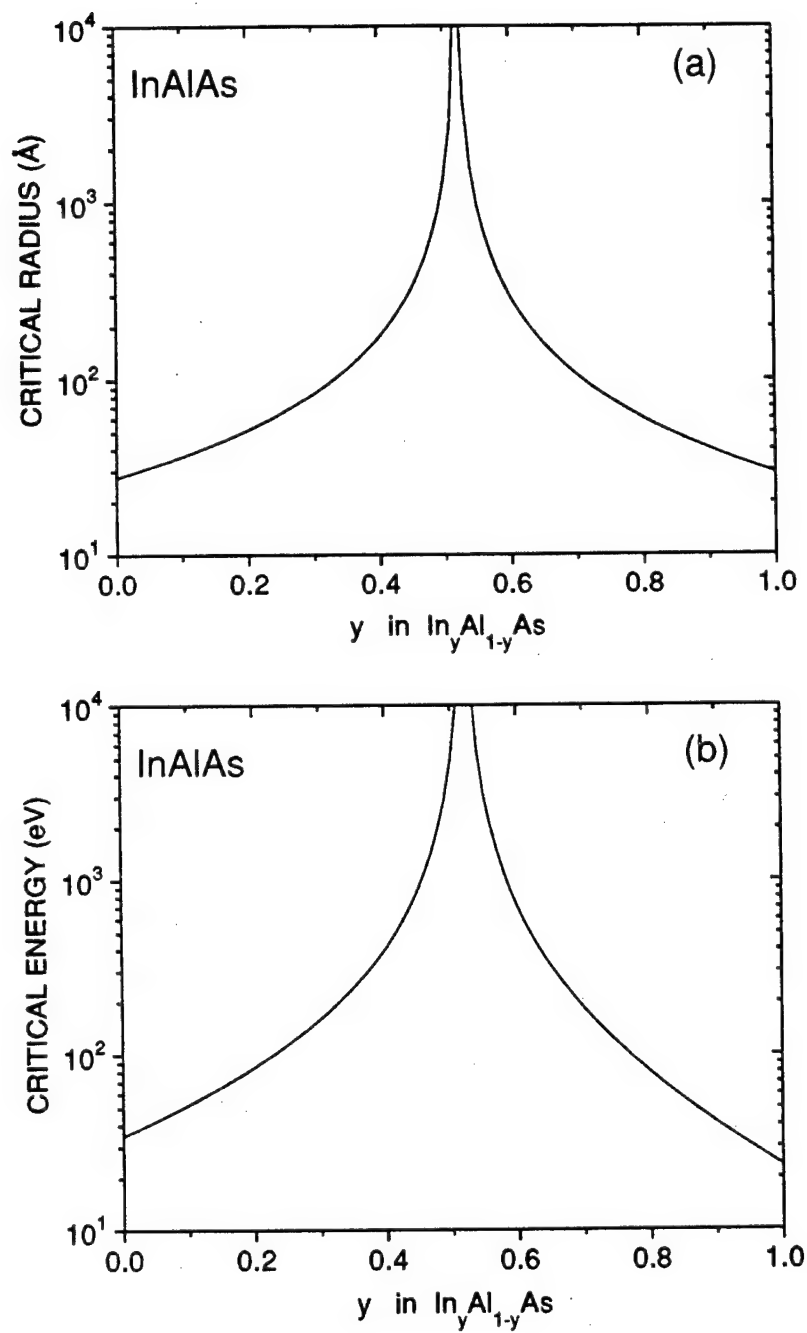 InAlAs
(a)
CRITICAL RADIUS (Å)
10⁴
10³
10²
10¹
0.0 0.2 0.4 0.6 0.8 1.0
y in InyAl1-yAs
InAlAs
(b)
CRITICAL ENERGY (eV)
10⁴
10³
10²
10¹
0.0 0.2 0.4 0.6 0.8 1.0
y in InyAl1-yAs